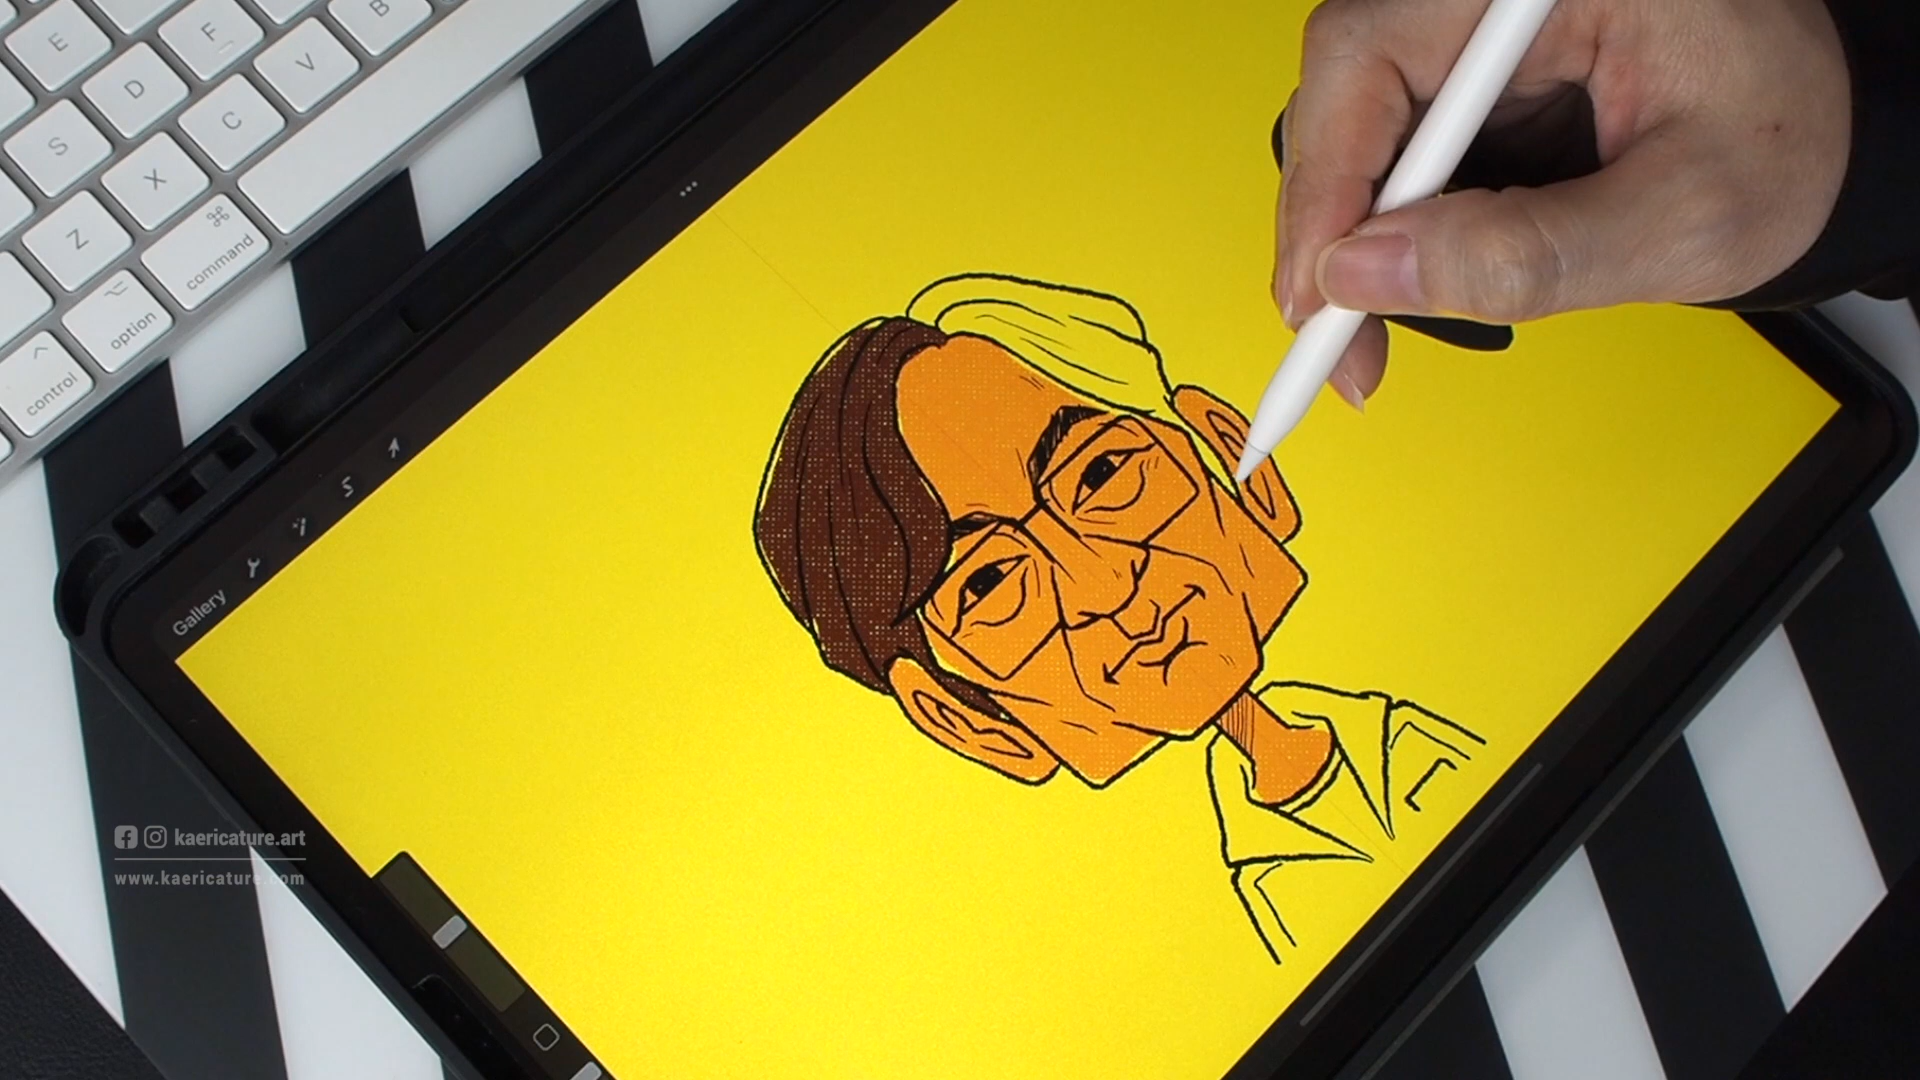 E
F
V
B
S
D
C
Z
X
⌘
command
⌥
option
^
control
Gallery
kaericature.art
www.kaericature.com